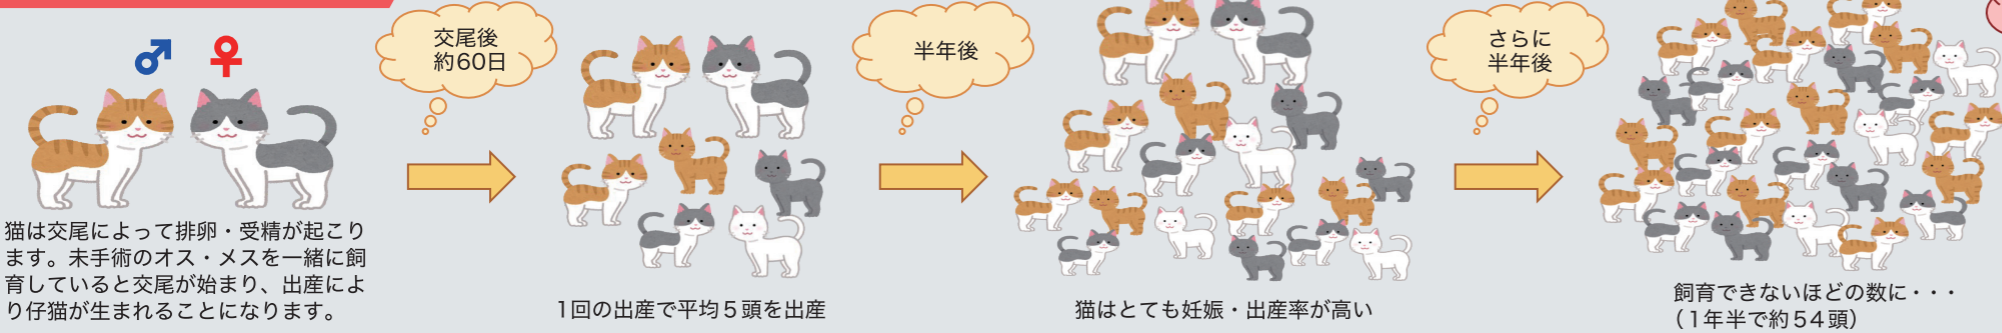 ♂ ♀
猫は交尾によって排卵・受精が起こり
ます。未手術のオス・メスを一緒に飼
育していると交尾が始まり、出産によ
り仔猫が生まれることになります。
交尾後
約60日
1回の出産で平均5頭を出産
半年後
猫はとても妊娠・出産率が高い
さらに
半年後
飼育できないほどの数に・・・
(1年半で約54頭)